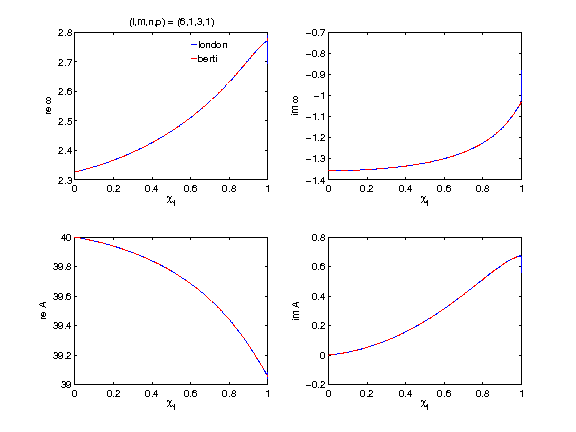 (l,m,n,p) = (6,1,3,1)
2.8
2.7
2.6
2.5
2.4
2.3
re ω
london
berti
0 0.2 0.4 0.6 0.8 1
χf
−0.7
−0.8
−0.9
−1
−1.1
−1.2
−1.3
−1.4
im ω
0 0.2 0.4 0.6 0.8 1
χf
40
39.8
39.6
39.4
39.2
39
re A
0 0.2 0.4 0.6 0.8 1
χf
0.8
0.6
0.4
0.2
0
−0.2
im A
0 0.2 0.4 0.6 0.8 1
χf